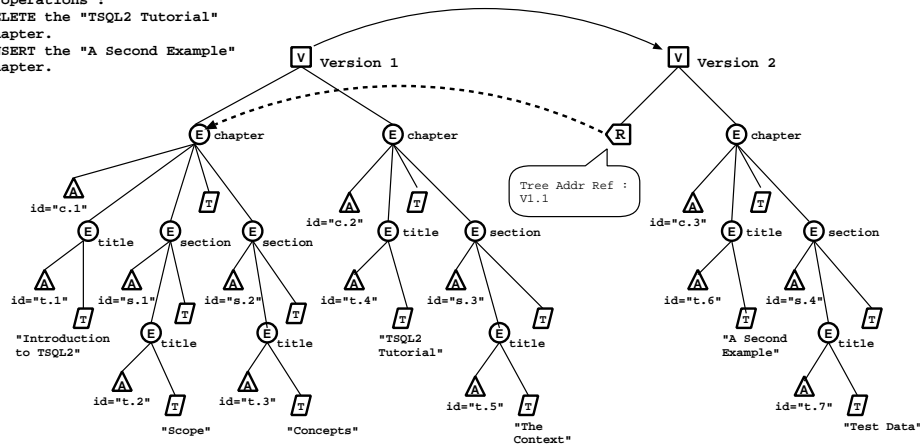 DELETE the "TSQL2 Tutorial"
chapter.
INSERT the "A Second Example"
chapter.
V Version 1
V Version 2
E chapter
E chapter
R
E chapter
Tree Addr Ref :
V1.1
A
T
A
T
A
T
id="c.1"
id="c.2"
id="c.3"
E title
E section
E section
E title
E section
E title
E section
A
A
A
A
A
A
A
id="t.1"
id="s.1"
id="s.2"
id="t.4"
id="s.3"
id="t.6"
id="s.4"
T
T
T
T
T
T
T
"Introduction
to TSQL2"
E title
E title
"TSQL2
Tutorial"
E title
"A Second
Example"
E title
A
A
A
A
id="t.2"
id="t.3"
id="t.5"
id="t.7"
T
T
T
T
"Scope"
"Concepts"
"The
Context"
"Test Data"